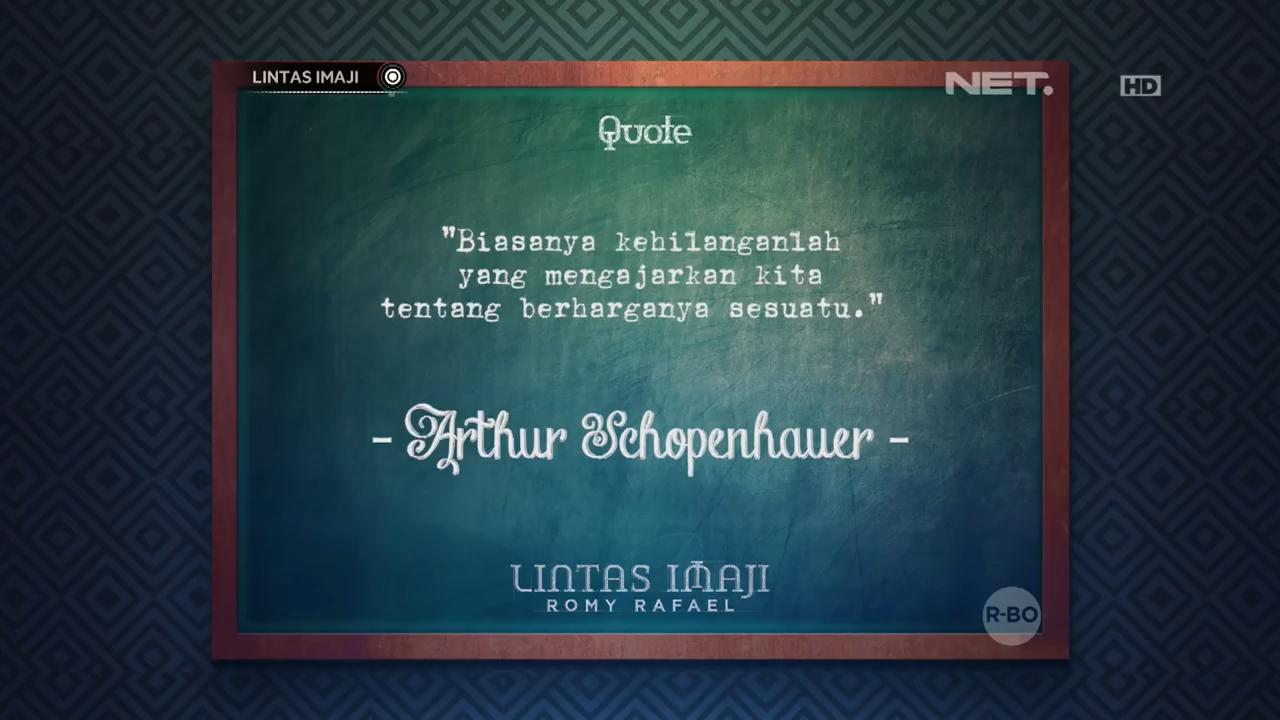 LINTAS IMAJI
NET.
HD
Quote
"Biasanya kehilanganlah
yang mengajarkan kita
tentang berharganya sesuatu."
- Arthur Schopenhauer -
LINTAS IMAJI
ROMY RAFAEL
R-BO